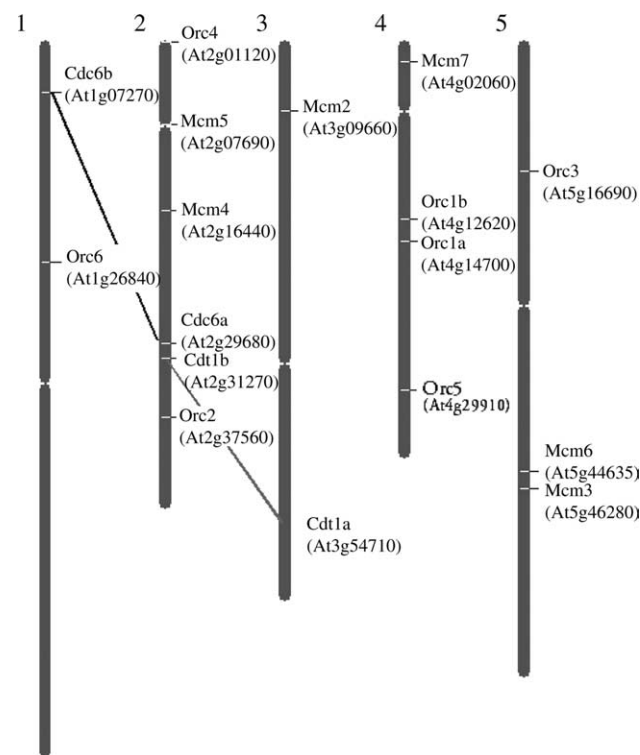 1 2 3 4 5
Cdc6b
(At1g07270)
Orc6
(At1g26840)
Orc4
(At2g01120)
Mcm5
(At2g07690)
Mcm4
(At2g16440)
Cdc6a
(At2g29680)
Cdt1b
(At2g31270)
Orc2
(At2g37560)
Mcm2
(At3g09660)
Cdt1a
(At3g54710)
Mcm7
(At4g02060)
Orc1b
(At4g12620)
Orc1a
(At4g14700)
Orc5
(At4g29910)
Orc3
(At5g16690)
Mcm6
(At5g44635)
Mcm3
(At5g46280)